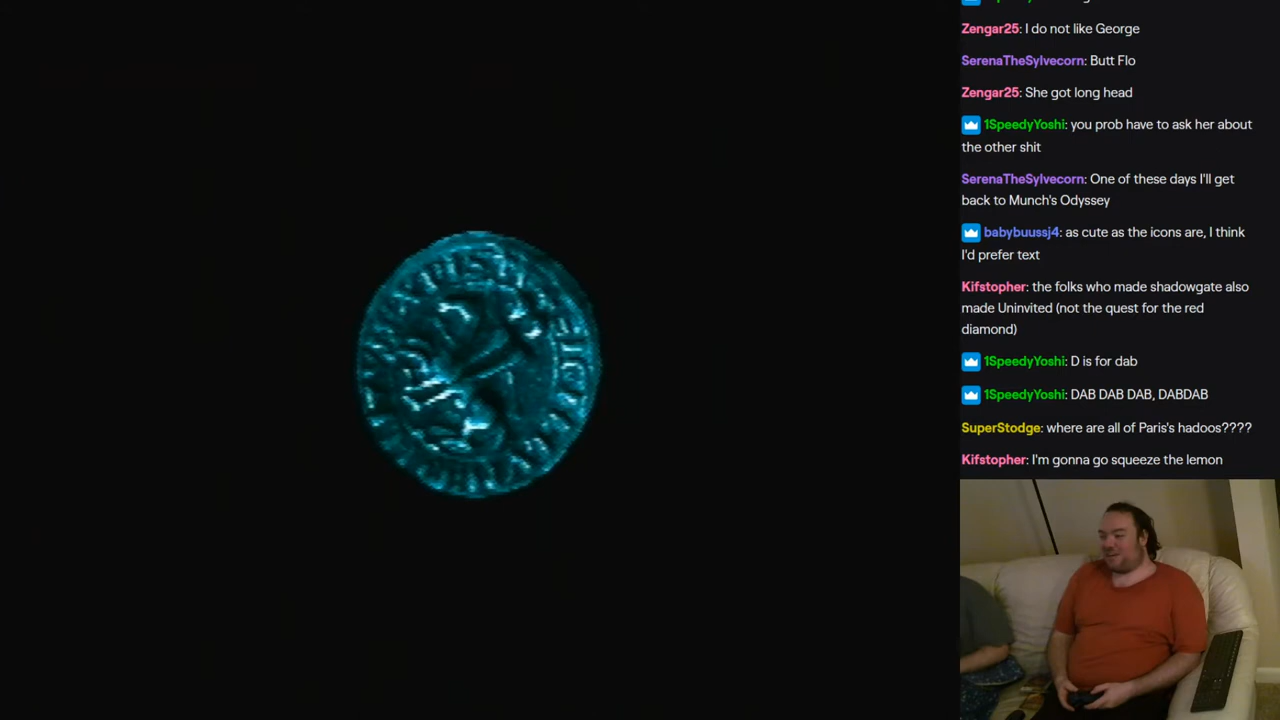 Zengar25: I do not like George
SerenaTheSylvecorn: Butt Flo
Zengar25: She got long head
1SpeedyYoshi: you prob have to ask her about
the other shit
SerenaTheSylvecorn: One of these days I'll get
back to Munch's Odyssey
babybuussj4: as cute as the icons are, I think
I'd prefer text
Kifstopher: the folks who made shadowgate also
made Uninvited (not the quest for the red
diamond)
1SpeedyYoshi: D is for dab
1SpeedyYoshi: DAB DAB DAB, DABDAB
SuperStodge: where are all of Paris's hadoos????
Kifstopher: I'm gonna go squeeze the lemon